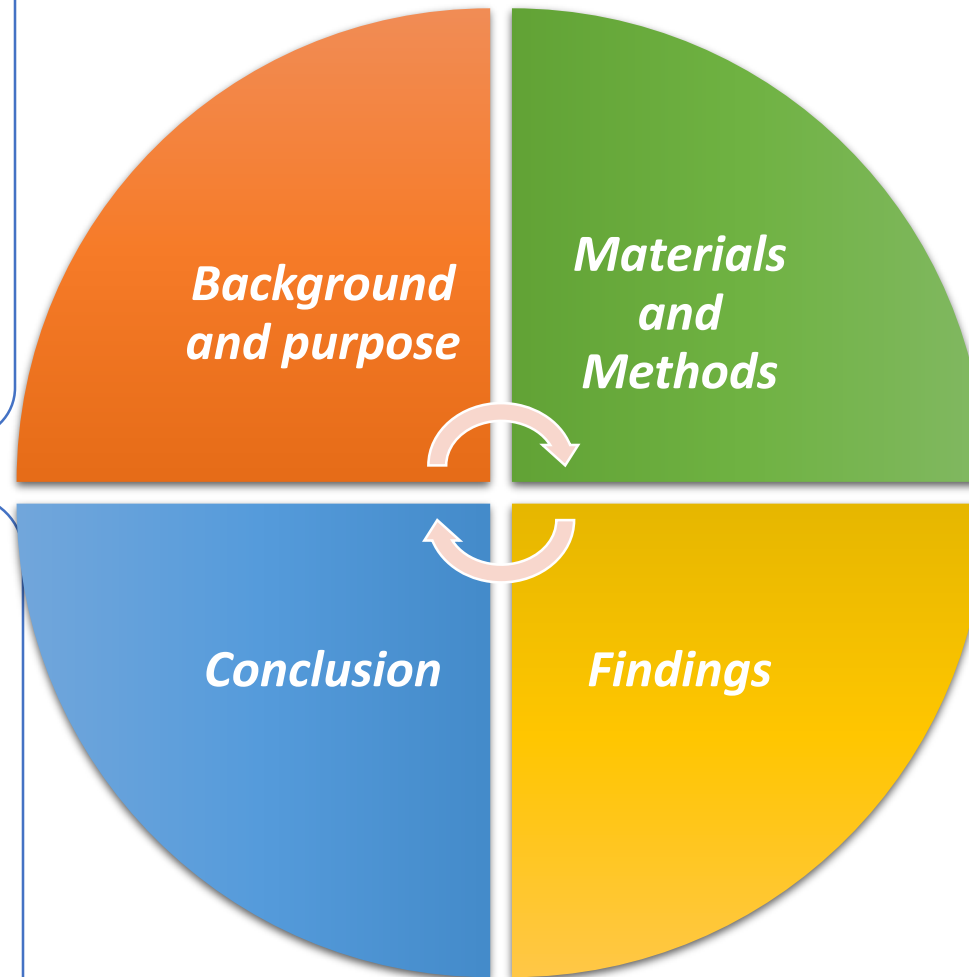 Background
and purpose
Materials
and
Methods
Conclusion
Findings